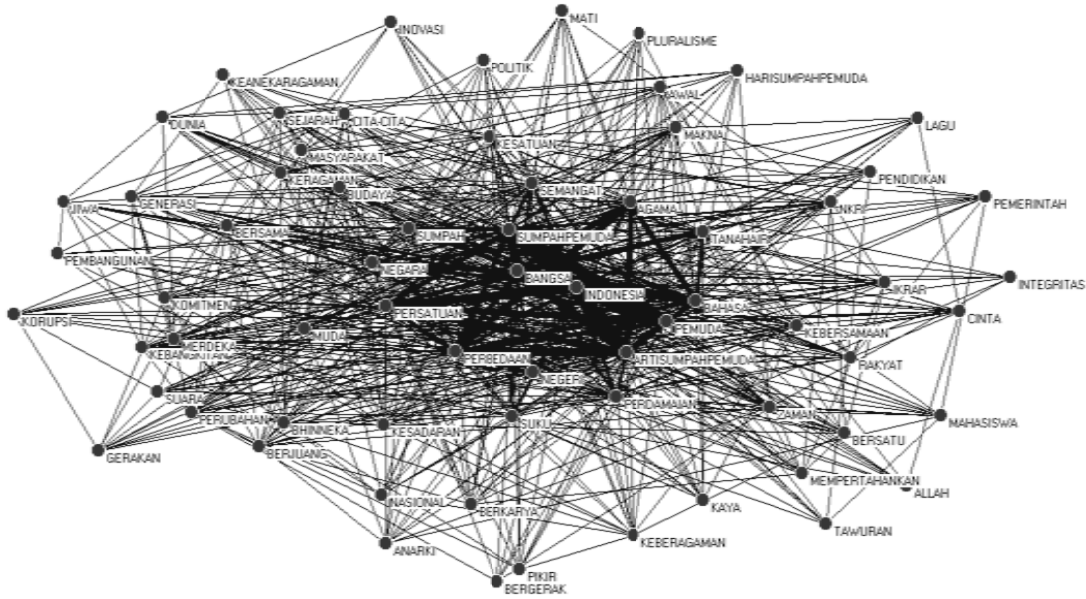 MATI
INOVASI
PLURALISME
POLITIK
HARISUMPAHPEMUDA
KEANEKARAGAMAN
AWAL
SEJARAH
CITA-CITA
DUNIA
LAGU
MAKNA
KESATUAN
MASYARAKAT
KERAGAMAN
PENDIDIKAN
SEMANGAT
BUDAYA
JIWA
GENERASI
AGAMA
NKRI
PEMERINTAH
BERSAMA
SUMPAH
SUMPAHPEMUDA
TANAHAIR
PEMBANGUNAN
NEGARA
BANGSA
INDONESIA
IKRAR
INTEGRITAS
KOMITMEN
PERSATUAN
BAHASA
KORUPSI
CINTA
MUDA
PEMUDA
KEBERSAMAAN
MERDEKA
KEBANGKITAN
PERBEDAAN
ARTISUMPAHPEMUDA
RAKYAT
NEGERI
SUARA
PERDAMAIAN
ZAMAN
PERUBAHAN
BHINNEKA
KESADARAN
SUKU
MAHASISWA
BERSATU
GERAKAN
BERJUANG
MEMPERTAHANKAN
ALLAH
NASIONAL
BERKARYA
KAYA
TAWURAN
ANARKI
KEBERAGAMAN
PIKIR
BERGERAK